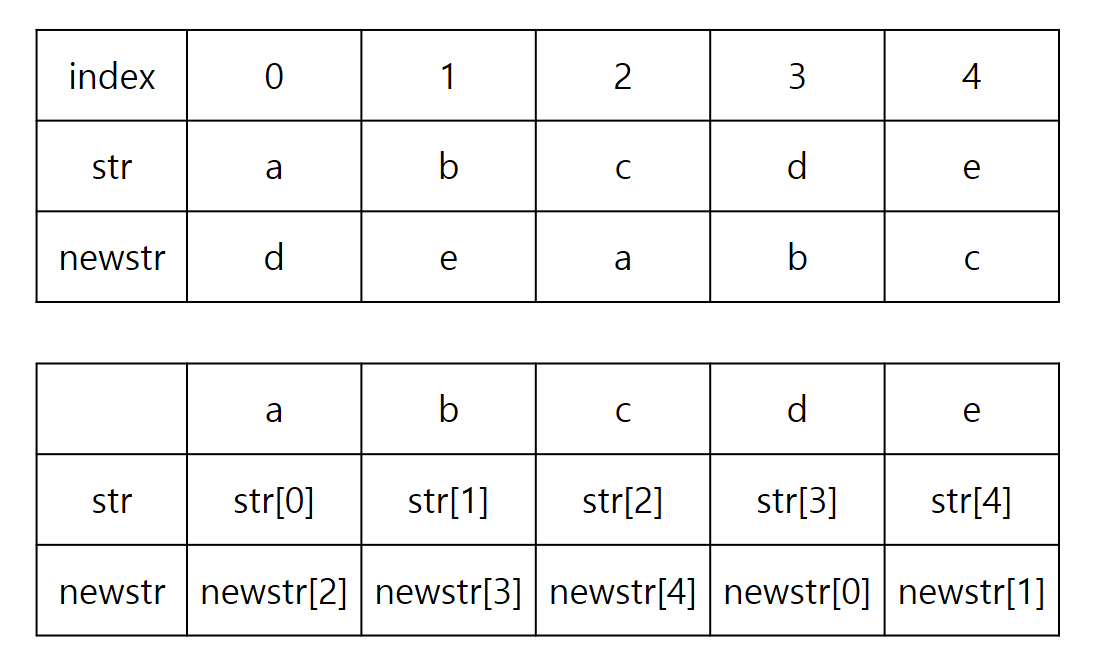 index 0 1 2 3 4
str a b c d e
newstr d e a b c
a b c d e
str str[0] str[1] str[2] str[3] str[4]
newstr newstr[2] newstr[3] newstr[4] newstr[0] newstr[1]